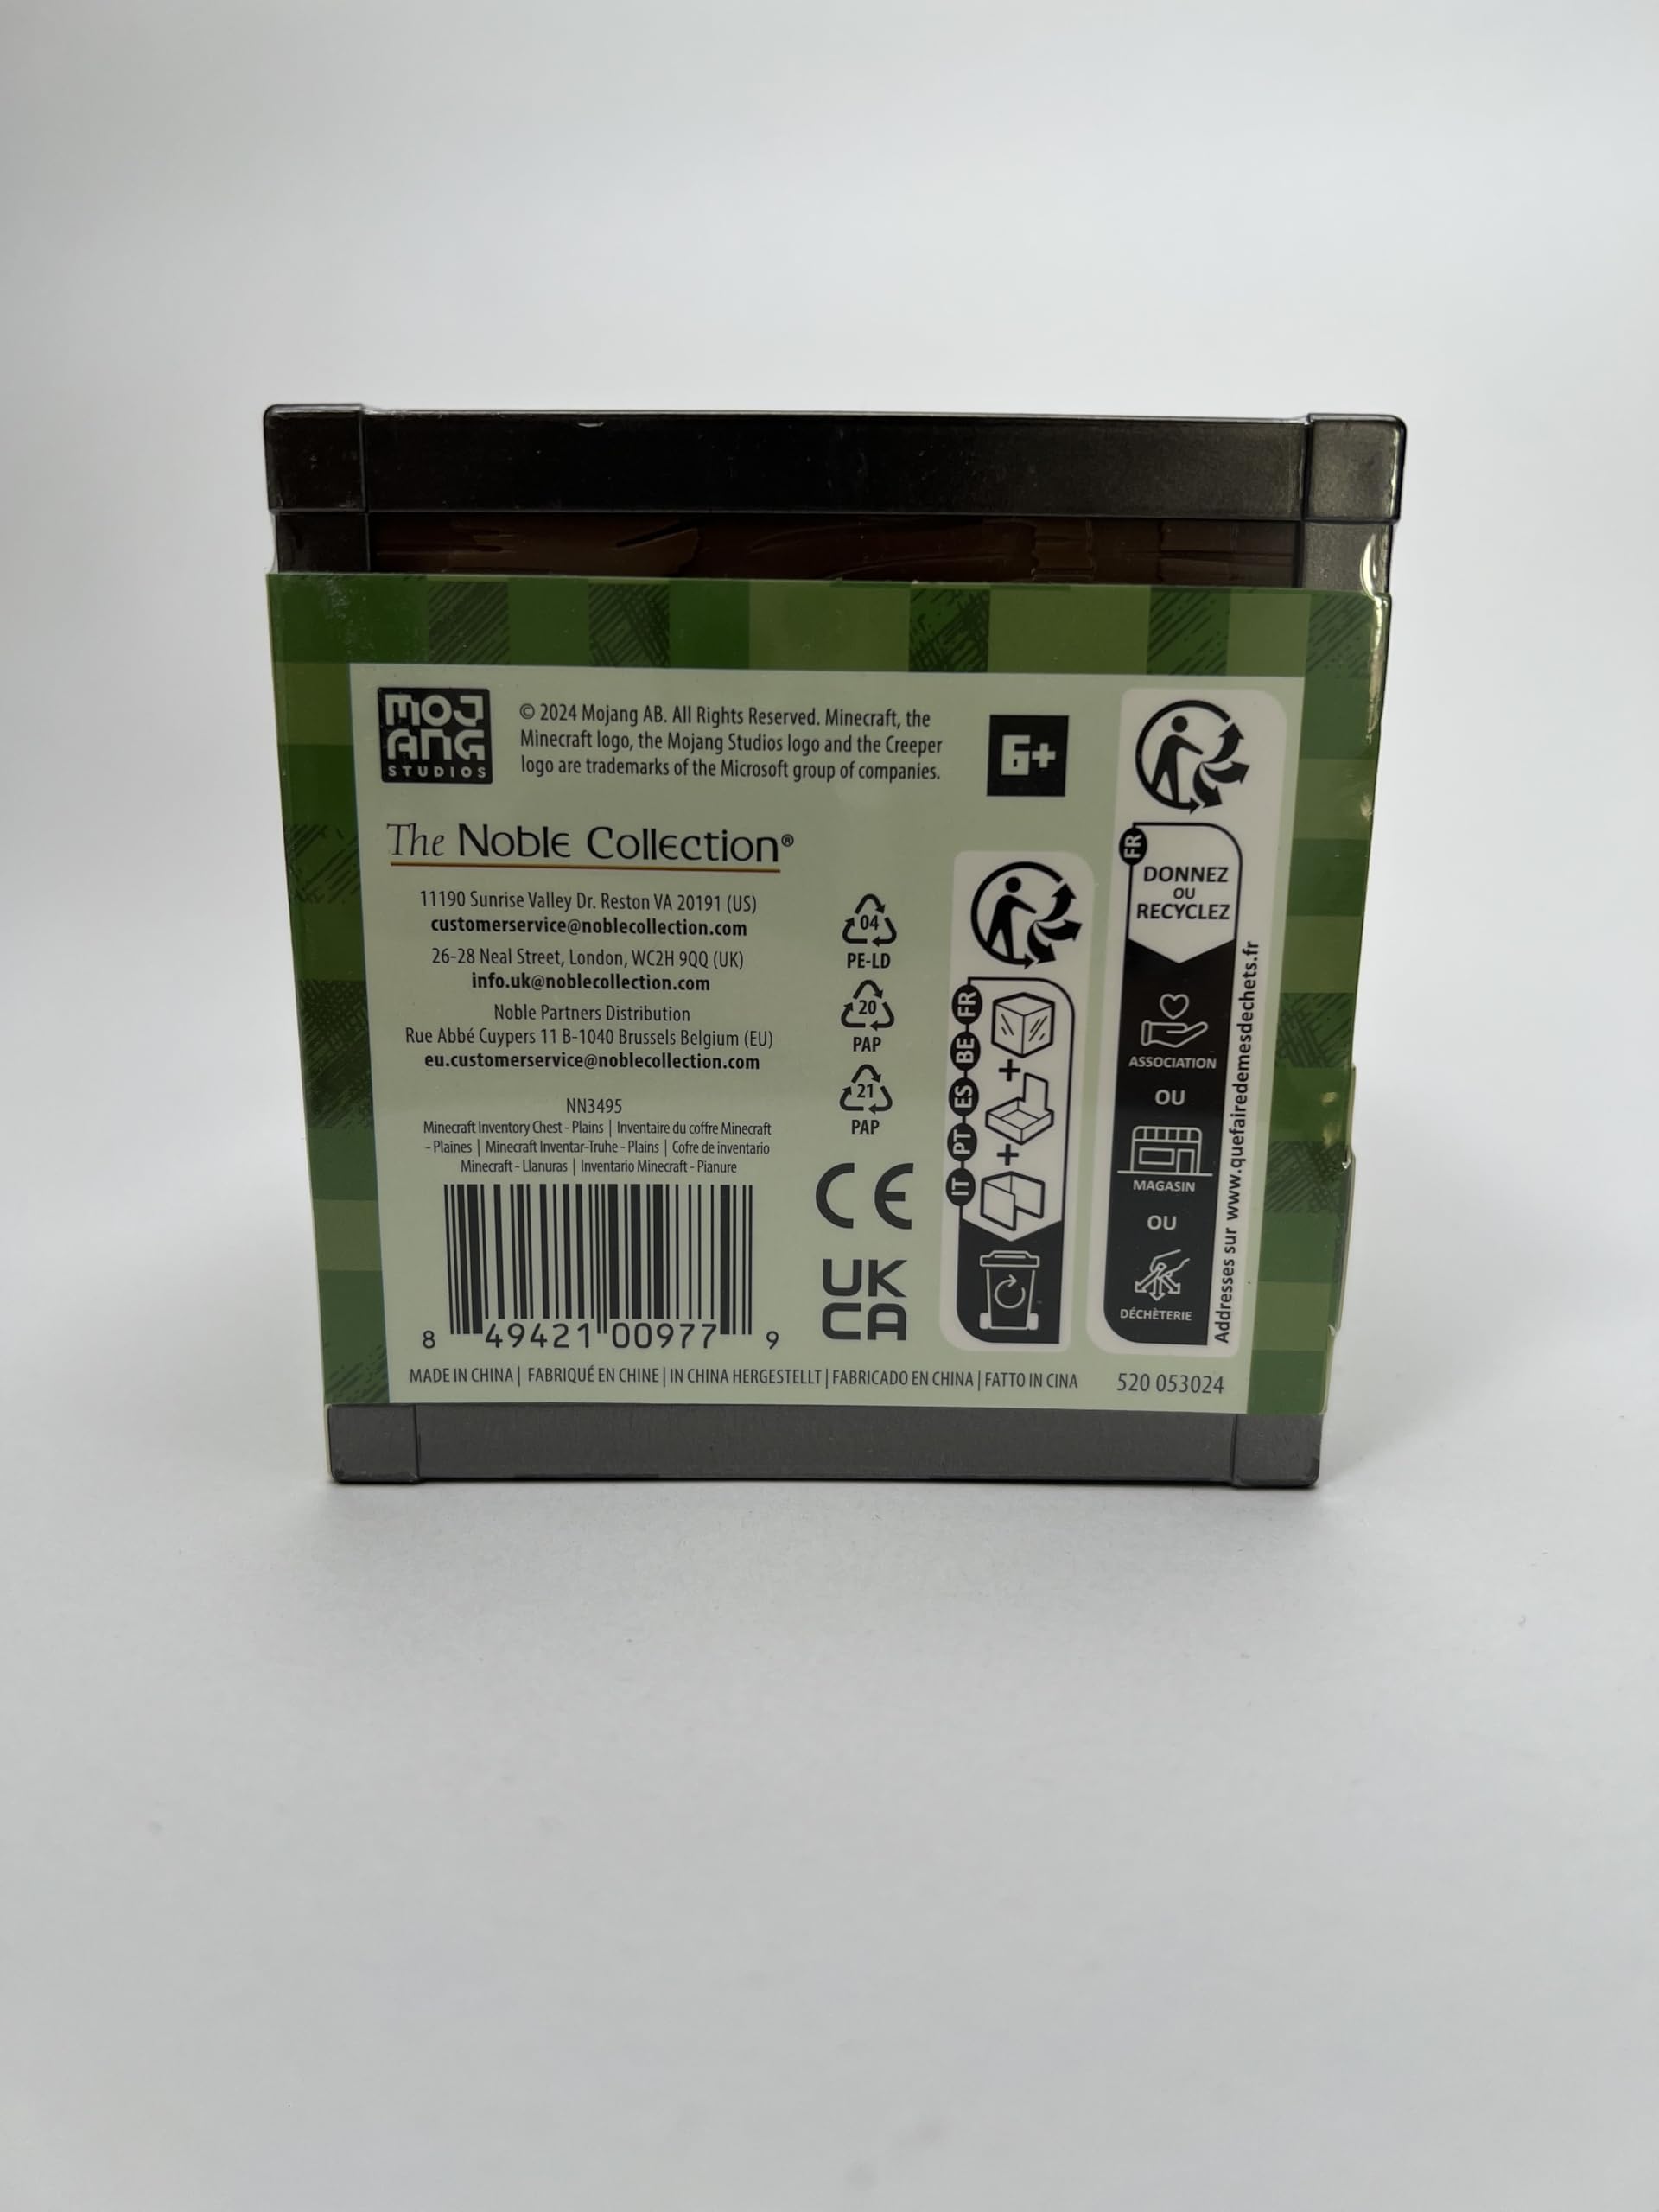 MOJ
ANG
STUDIOS
© 2024 Mojang AB. All Rights Reserved. Minecraft, the
Minecraft logo, the Mojang Studios logo and the Creeper
logo are trademarks of the Microsoft group of companies.
6+
The Noble Collection®
11190 Sunrise Valley Dr. Reston VA 20191 (US)
customerservice@noblecollection.com
26-28 Neal Street, London, WC2H 9QQ (UK)
info.uk@noblecollection.com
Noble Partners Distribution
Rue Abbé Cuypers 11 B-1040 Brussels Belgium (EU)
eu.customerservice@noblecollection.com
NN3495
Minecraft Inventory Chest - Plains | Inventaire du coffre Minecraft
- Plaines | Minecraft Inventar-Truhe - Plains | Cofre de inventario
Minecraft - Llanuras | Inventario Minecraft - Pianure
8 49421 00977 9
04
PE-LD
20
PAP
21
PAP
CE
UK
CA
FR
BE
ES
PT
IT
FR
DONNEZ
OU
RECYCLEZ
ASSOCIATION
OU
MAGASIN
OU
DÉCHÈTERIE
Addresses sur www.quefairedemesdechets.fr
MADE IN CHINA | FABRIQUÉ EN CHINE | IN CHINA HERGESTELLT | FABRICADO EN CHINA | FATTO IN CINA
520 053024